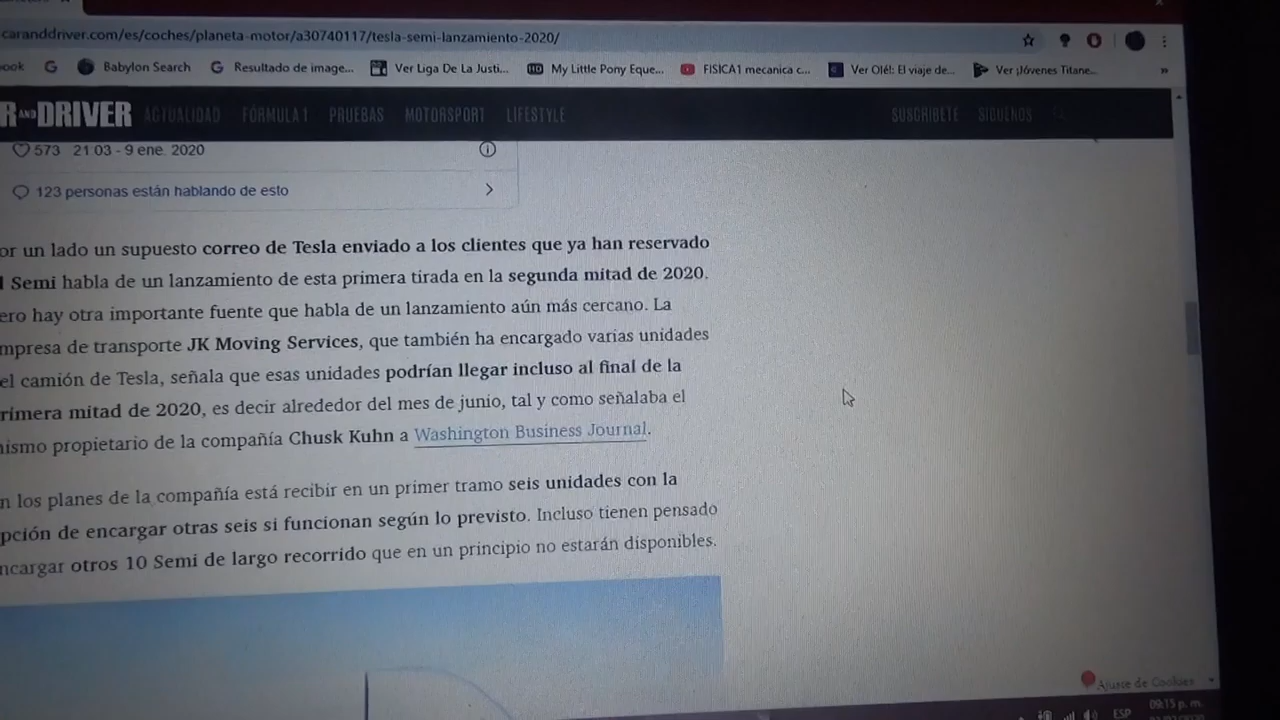 caranddriver.com/es/coches/planeta-motor/a30740117/tesla-semi-lanzamiento-2020/
ook Babylon Search Resultado de image... Ver Liga De La Justi... My Little Pony Eque... FISICA1 mecanica c... Ver Olé!: El viaje de... Ver ¡Jóvenes Titane... »
R AND DRIVER ACTUALIDAD FÓRMULA 1 PRUEBAS MOTORSPORT LIFESTYLE SUSCRÍBETE SÍGUENOS
573 21:03 - 9 ene. 2020
123 personas están hablando de esto
or un lado un supuesto correo de Tesla enviado a los clientes que ya han reservado
l Semi habla de un lanzamiento de esta primera tirada en la segunda mitad de 2020.
ero hay otra importante fuente que habla de un lanzamiento aún más cercano. La
mpresa de transporte JK Moving Services, que también ha encargado varias unidades
el camión de Tesla, señala que esas unidades podrían llegar incluso al final de la
rimera mitad de 2020, es decir alrededor del mes de junio, tal y como señalaba el
mismo propietario de la compañía Chusk Kuhn a Washington Business Journal.
n los planes de la compañía está recibir en un primer tramo seis unidades con la
pción de encargar otras seis si funcionan según lo previsto. Incluso tienen pensado
ncargar otros 10 Semi de largo recorrido que en un principio no estarán disponibles.
Ajuste de Cookies
ESP 09:15 p. m.